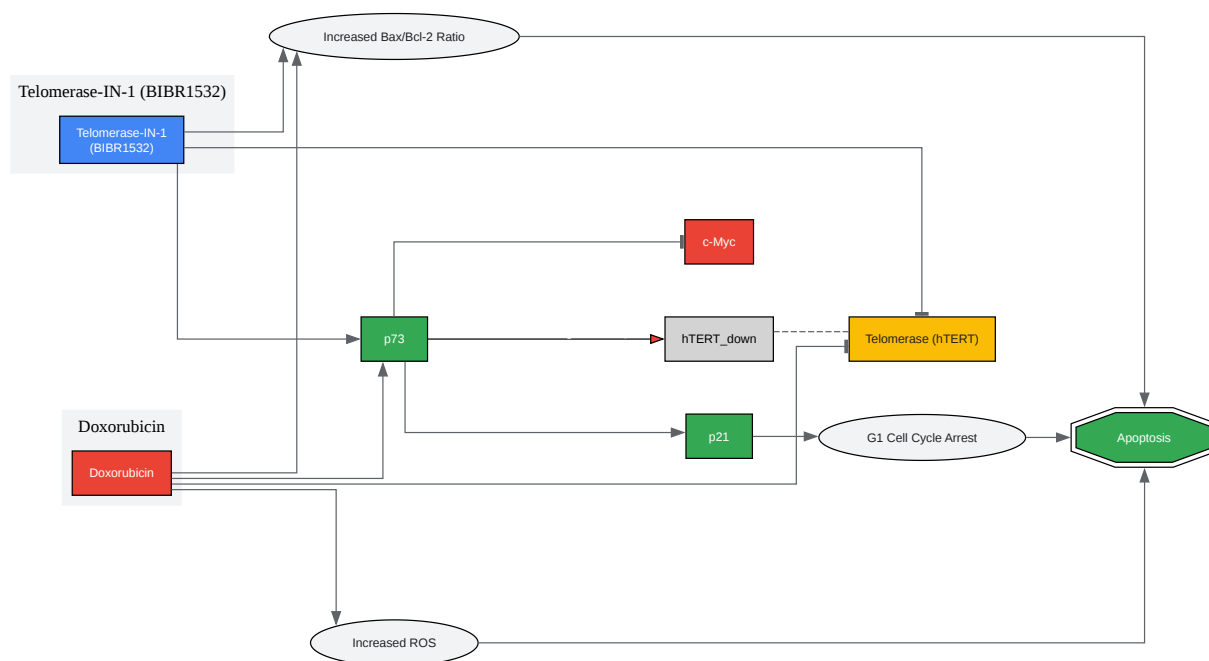 Increased Bax/Bcl-2 Ratio
Telomerase-IN-1 (BIBR1532)
Telomerase-IN-1
(BIBR1532)
c-Myc
p73
hTERT_down
Telomerase (hTERT)
Doxorubicin
p21
G1 Cell Cycle Arrest
Apoptosis
Doxorubicin
Increased ROS